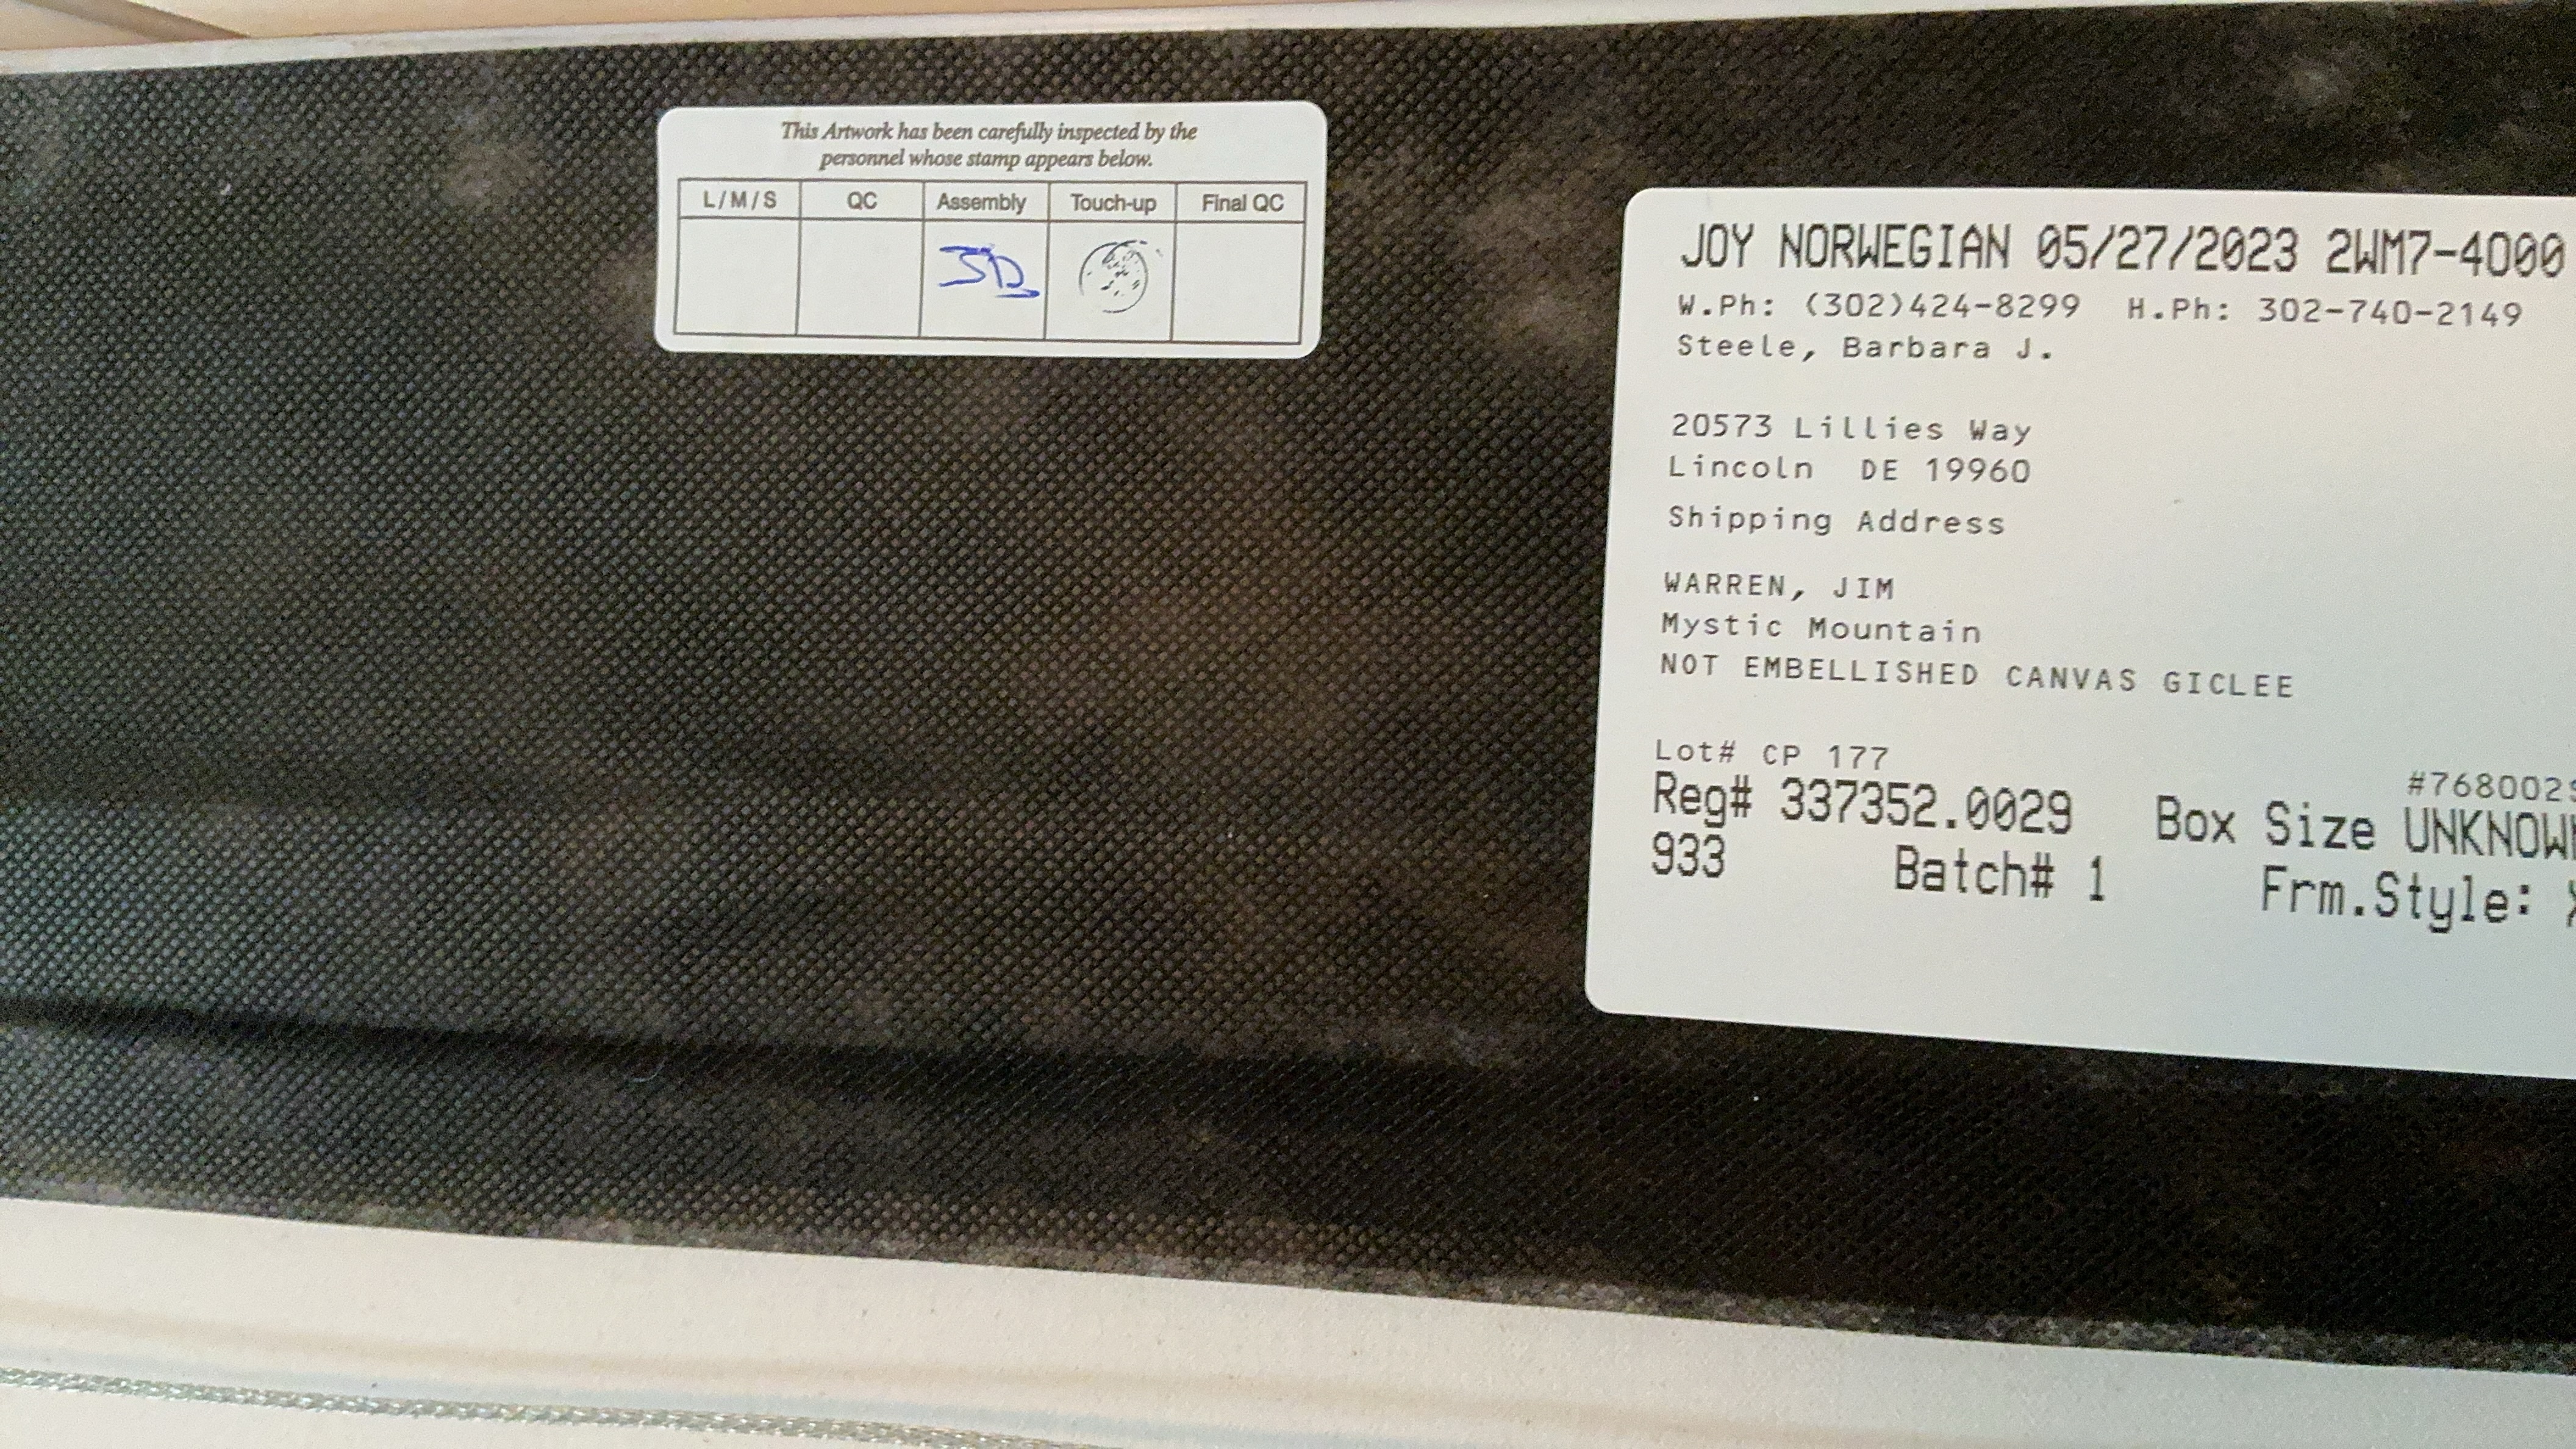 This Artwork has been carefully inspected by the
personnel whose stamp appears below.
L/M/S QC Assembly Touch-up Final QC
JD
JOY NORWEGIAN 05/27/2023 2WM7-4000
W.Ph: (302)424-8299 H.Ph: 302-740-2149
Steele, Barbara J.
20573 Lillies Way
Lincoln DE 19960
Shipping Address
WARREN, JIM
Mystic Mountain
NOT EMBELLISHED CANVAS GICLEE
Lot# CP 177
#768002
Reg# 337352.0029 Box Size UNKNOW
933 Batch# 1 Frm.Style: